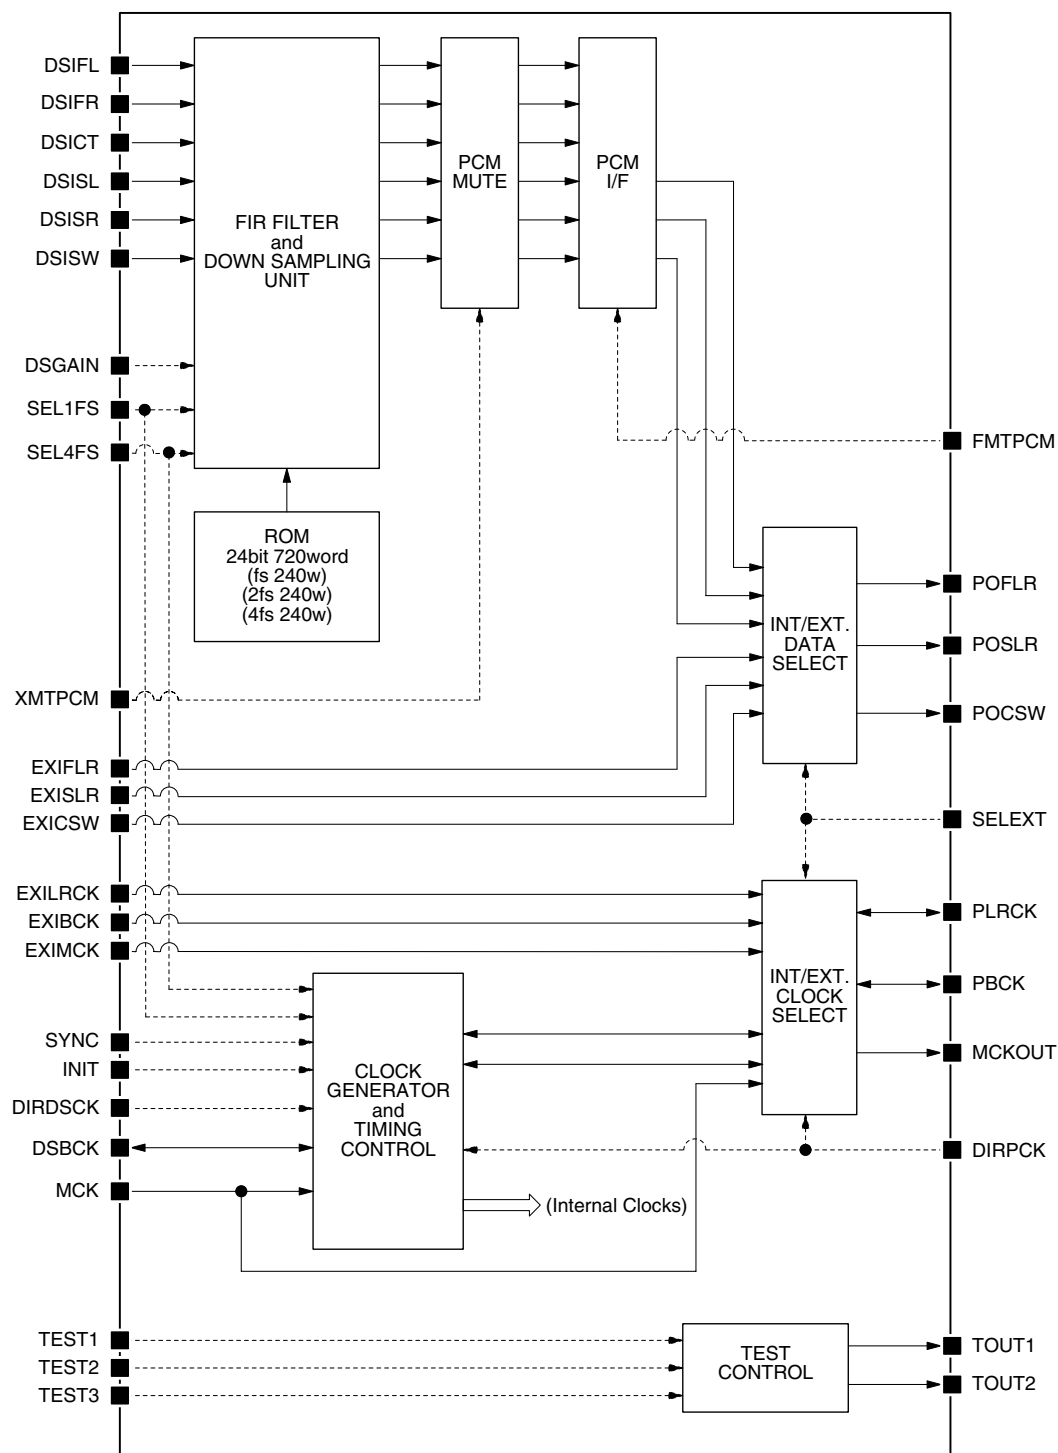 DSIFL
DSIFR
DSICT
DSISL
DSISR
DSISW
DSGAIN
SEL1FS
SEL4FS
FIR FILTER
and
DOWN SAMPLING
UNIT
PCM
MUTE
PCM
I/F
ROM
24bit 720word
(fs 240w)
(2fs 240w)
(4fs 240w)
FMTPCM
XMTPCM
EXIFLR
EXISLR
EXICSW
INT/EXT.
DATA
SELECT
POFLR
POSLR
POCSW
SELEXT
EXILRCK
EXIBCK
EXIMCK
INT/EXT.
CLOCK
SELECT
PLRCK
PBCK
MCKOUT
DIRPCK
SYNC
INIT
DIRDSCK
DSBCK
MCK
CLOCK
GENERATOR
and
TIMING
CONTROL
(Internal Clocks)
TEST1
TEST2
TEST3
TEST
CONTROL
TOUT1
TOUT2